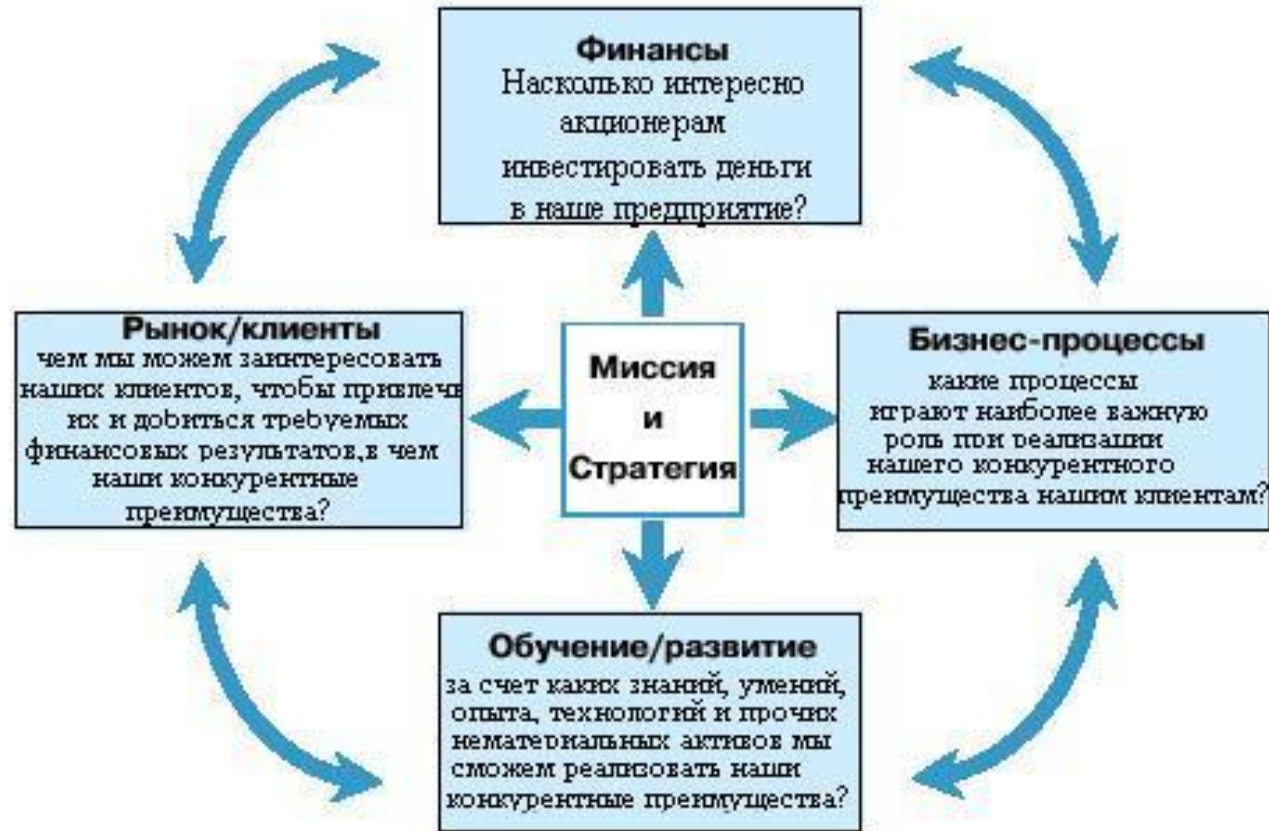 Финансы
Насколько интересно
акционерам
инвестировать деньги
в наше предприятие?
Рынок/клиенты
чем мы можем заинтересовать
наших клиентов, чтобы привлечь
их и добиться требуемых
финансовых результатов,в чем
наши конкурентные
преимущества?
Миссия
и
Стратегия
Бизнес-процессы
какие процессы
играют наиболее важную
роль при реализации
нашего конкурентного
преимущества нашим клиентам?
Обучение/развитие
за счет каких знаний, умений,
опыта, технологий и прочих
нематериальных активов мы
сможем реализовать наши
конкурентные преимущества?